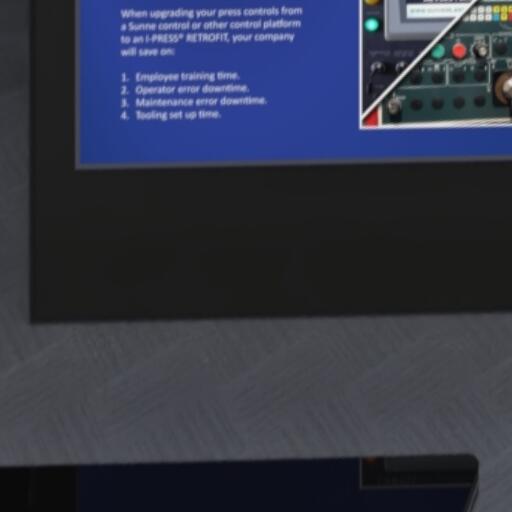 When upgrading your press controls from
a Sunne control or other control platform
to an I-PRESS® RETROFIT, your company
will save on:
1. Employee training time.
2. Operator error downtime.
3. Maintenance error downtime.
4. Tooling set up time.